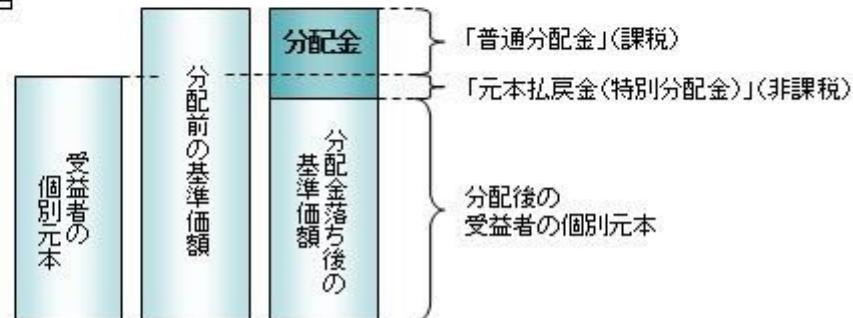 分配金
「普通分配金」(課税)
「元本払戻金(特別分配金)」(非課税)
受益者の
個別元本
分配前の基準価額
分配金落ち後の
基準価額
分配後の
受益者の個別元本